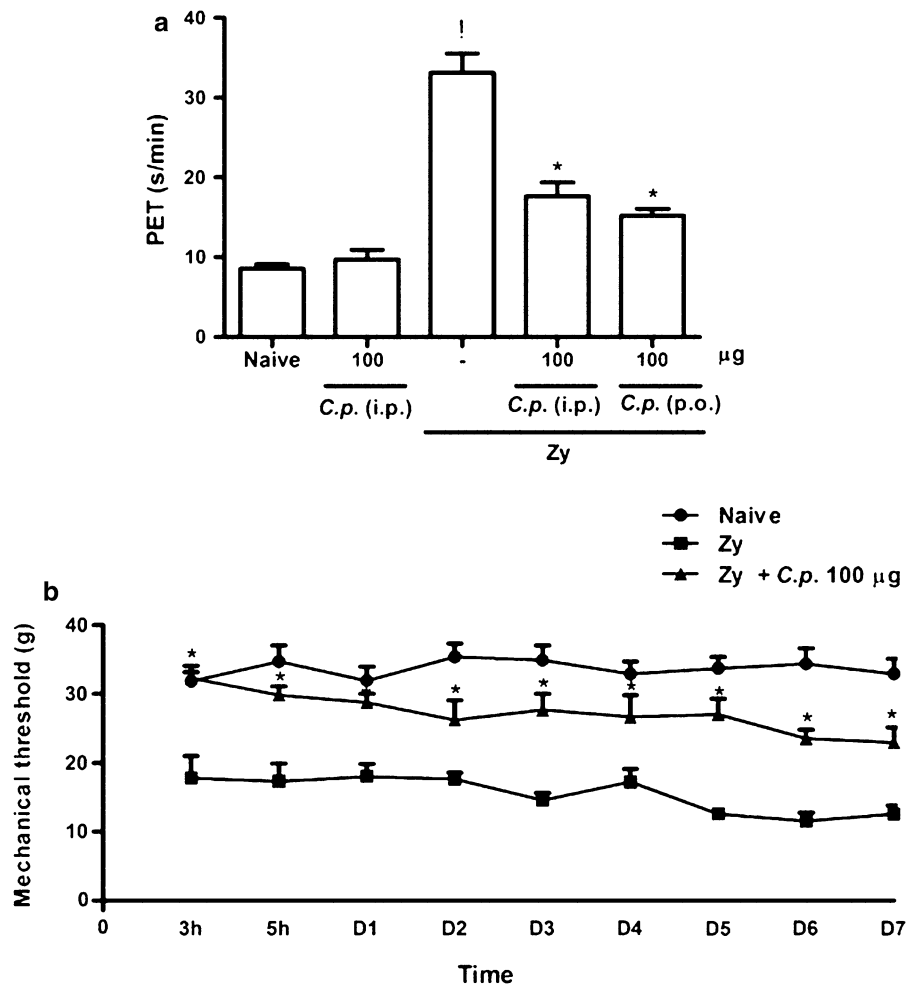 a
PET (s/min)
40
30
20
10
0
!
*
*
Naive 100 - 100 100 µg
C.p. (i.p.) C.p. (i.p.) C.p. (p.o.)
Zy
Naive
Zy
Zy + C.p. 100 µg
b
Mechanical threshold (g)
40
30
20
10
0
* * * * * * * *
0 3h 5h D1 D2 D3 D4 D5 D6 D7
Time